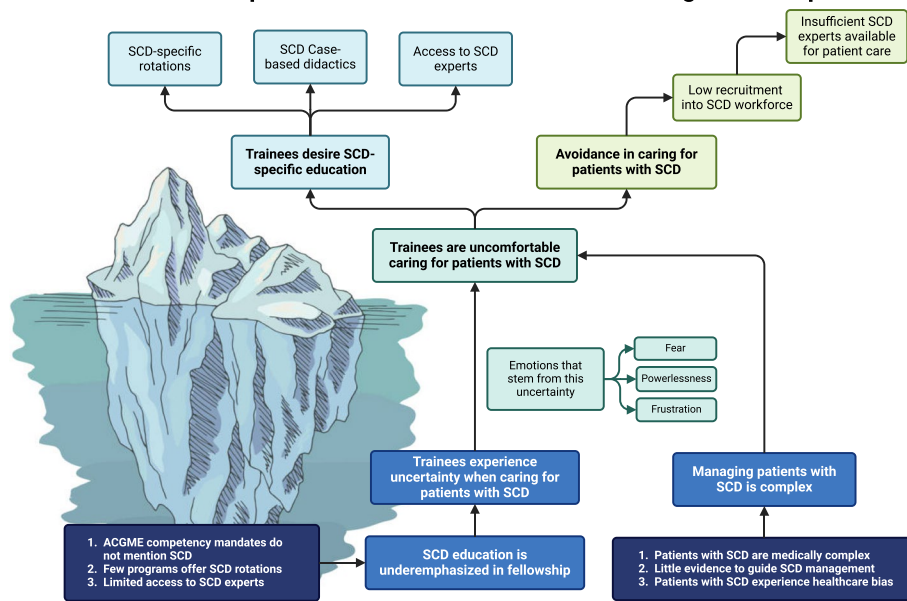 SCD-specific
rotations
SCD Case-
based didactics
Access to SCD
experts
Insufficient SCD
experts available
for patient care
Low recruitment
into SCD workforce
Trainees desire SCD-
specific education
Avoidance in caring for
patients with SCD
Trainees are uncomfortable
caring for patients with SCD
Emotions that
stem from this
uncertainty
Fear
Powerlessness
Frustration
Trainees experience
uncertainty when caring for
patients with SCD
Managing patients with
SCD is complex
1. ACGME competency mandates do
not mention SCD
2. Few programs offer SCD rotations
3. Limited access to SCD experts
SCD education is
underemphasized in fellowship
1. Patients with SCD are medically complex
2. Little evidence to guide SCD management
3. Patients with SCD experience healthcare bias